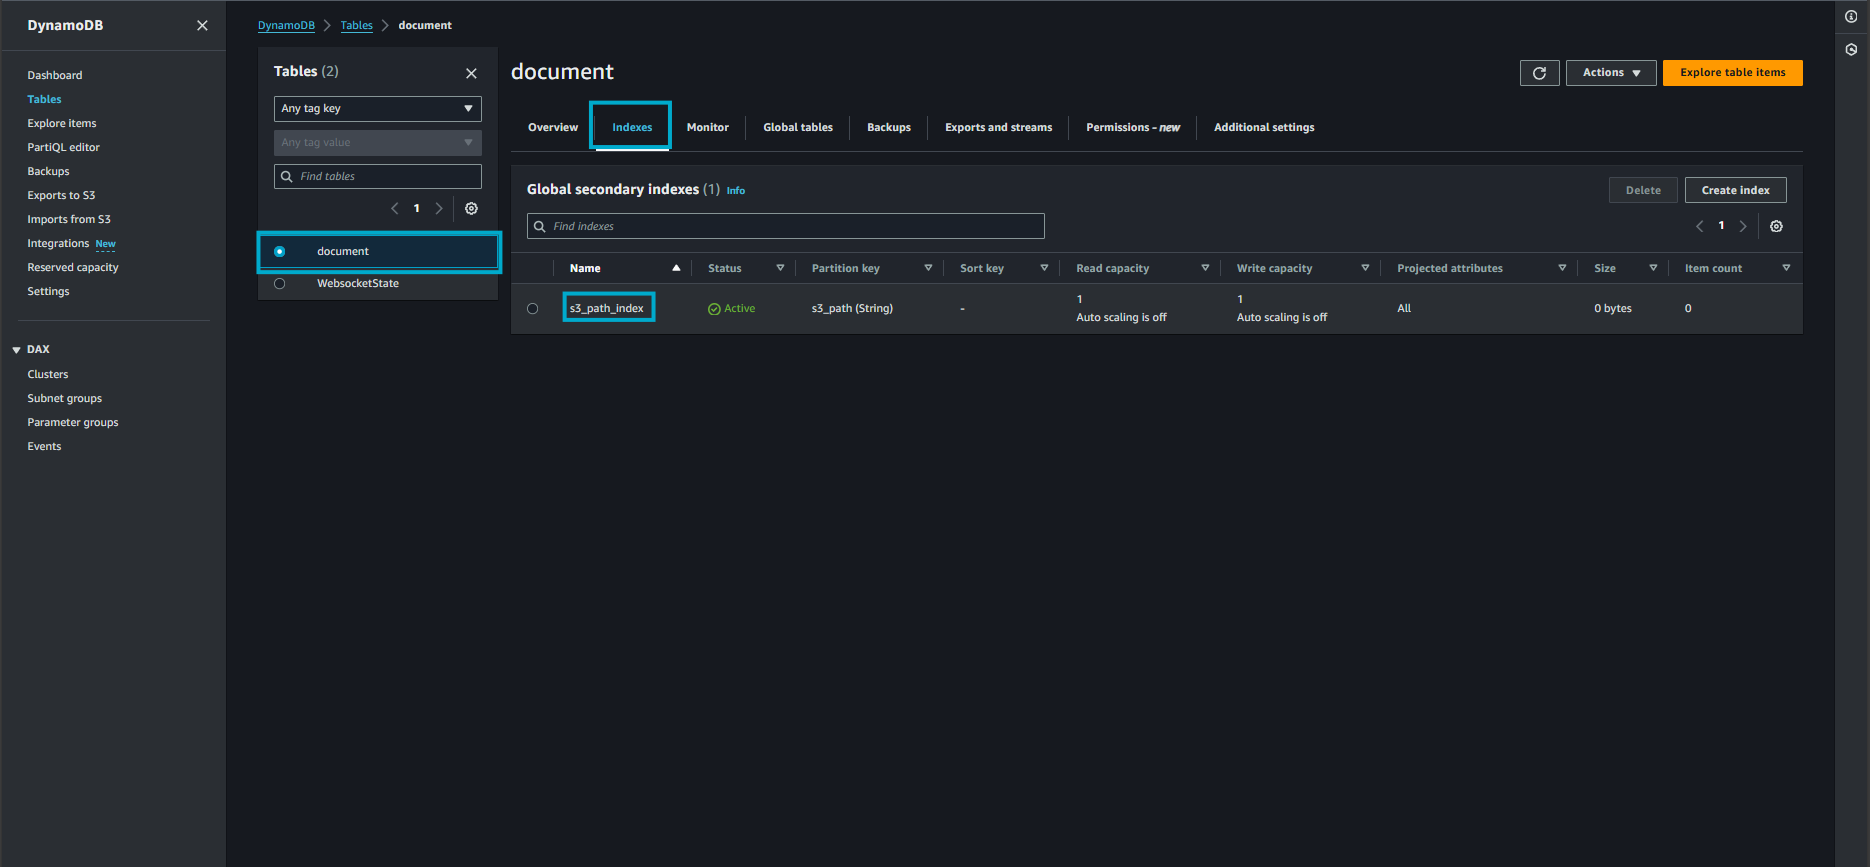 DynamoDB
Dashboard
Tables
Explore items
PartiQL editor
Backups
Exports to S3
Imports from S3
Integrations New
Reserved capacity
Settings
DAX
Clusters
Subnet groups
Parameter groups
Events
DynamoDB Tables document
Tables (2)
Any tag key
Any tag value
Find tables
1
document
WebsocketState
document
Actions
Explore table items
Overview Indexes Monitor Global tables Backups Exports and streams Permissions - new Additional settings
Global secondary indexes (1) Info
Delete
Create index
Find indexes
1
Name Status Partition key Sort key Read capacity Write capacity Projected attributes Size Item count
s3_path_index Active s3_path (String) - 1 Auto scaling is off 1 Auto scaling is off All 0 bytes 0